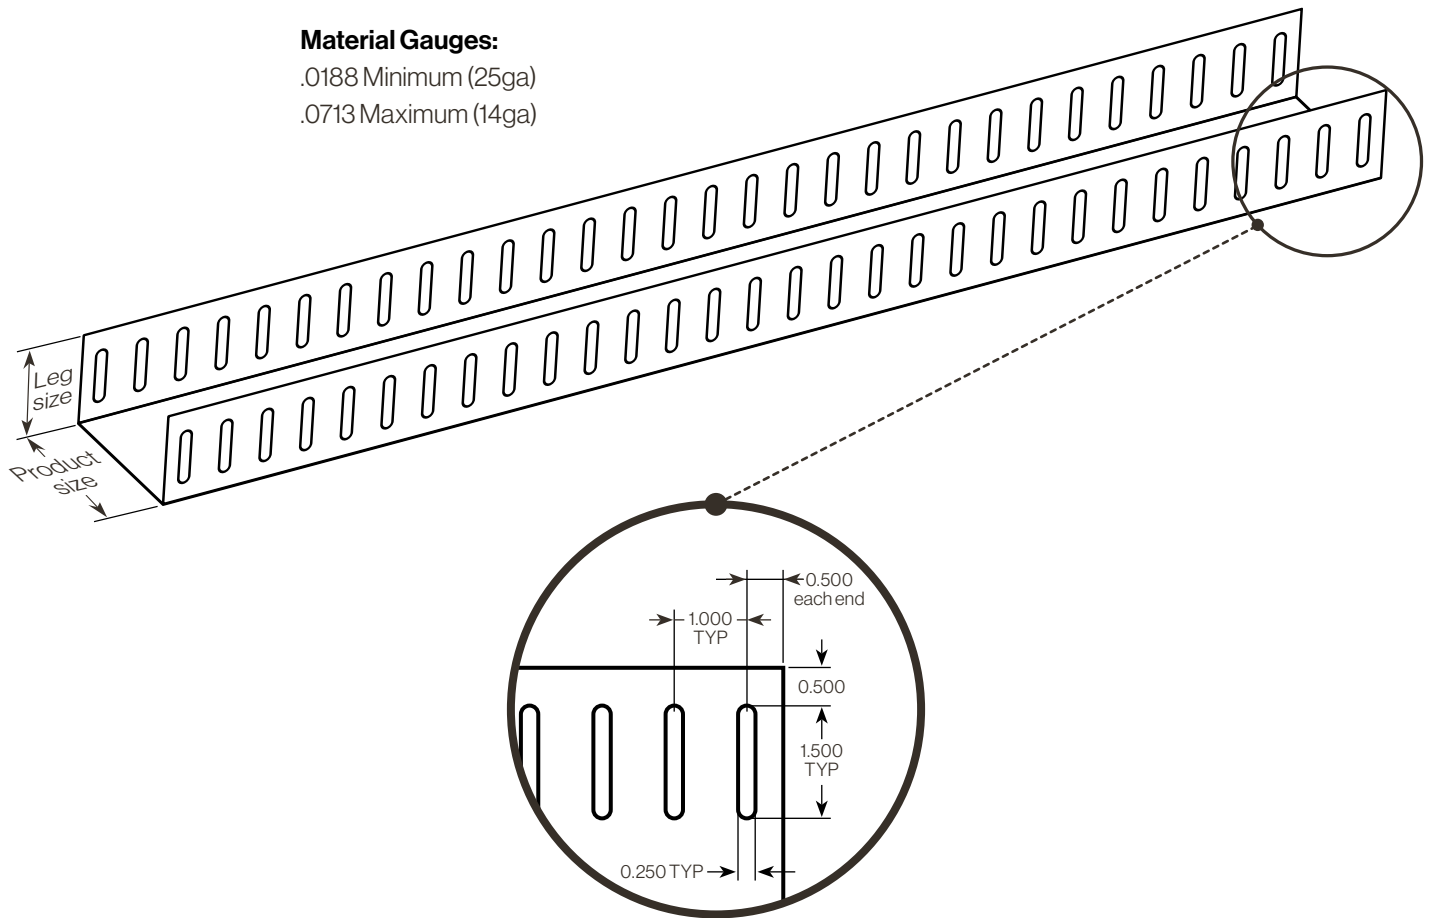 Material Gauges:
.0188 Minimum (25ga)
.0713 Maximum (14ga)
Leg
size
Product
size
0.500
each end
1.000
TYP
0.500
1.500
TYP
0.250 TYP